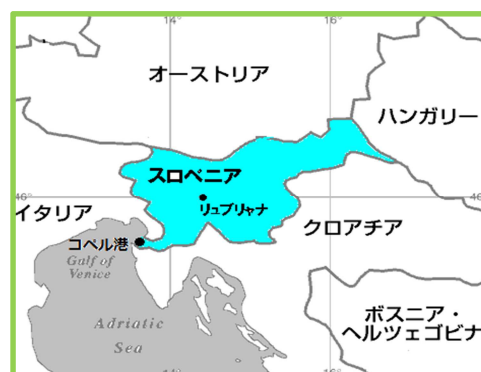 14°
16°
オーストリア
ハンガリー
スロベニア
46°
リュブリャナ
イタリア
クロアチア
コペル港
Gulf of
Venice
ボスニア・
ヘルツェゴビナ
Adriatic
Sea